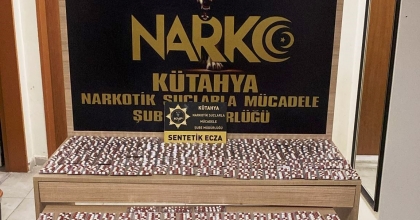 NARKO
KÜTAHYA
NARKOTİK SUÇLARLA MÜCADELE
ŞUBE MÜDÜRLÜĞÜ
KÜTAHYA
NARKOTİK SUÇLARLA
MÜCADELE
ŞUBE MÜDÜRLÜĞÜ
SENTETİK ECZA